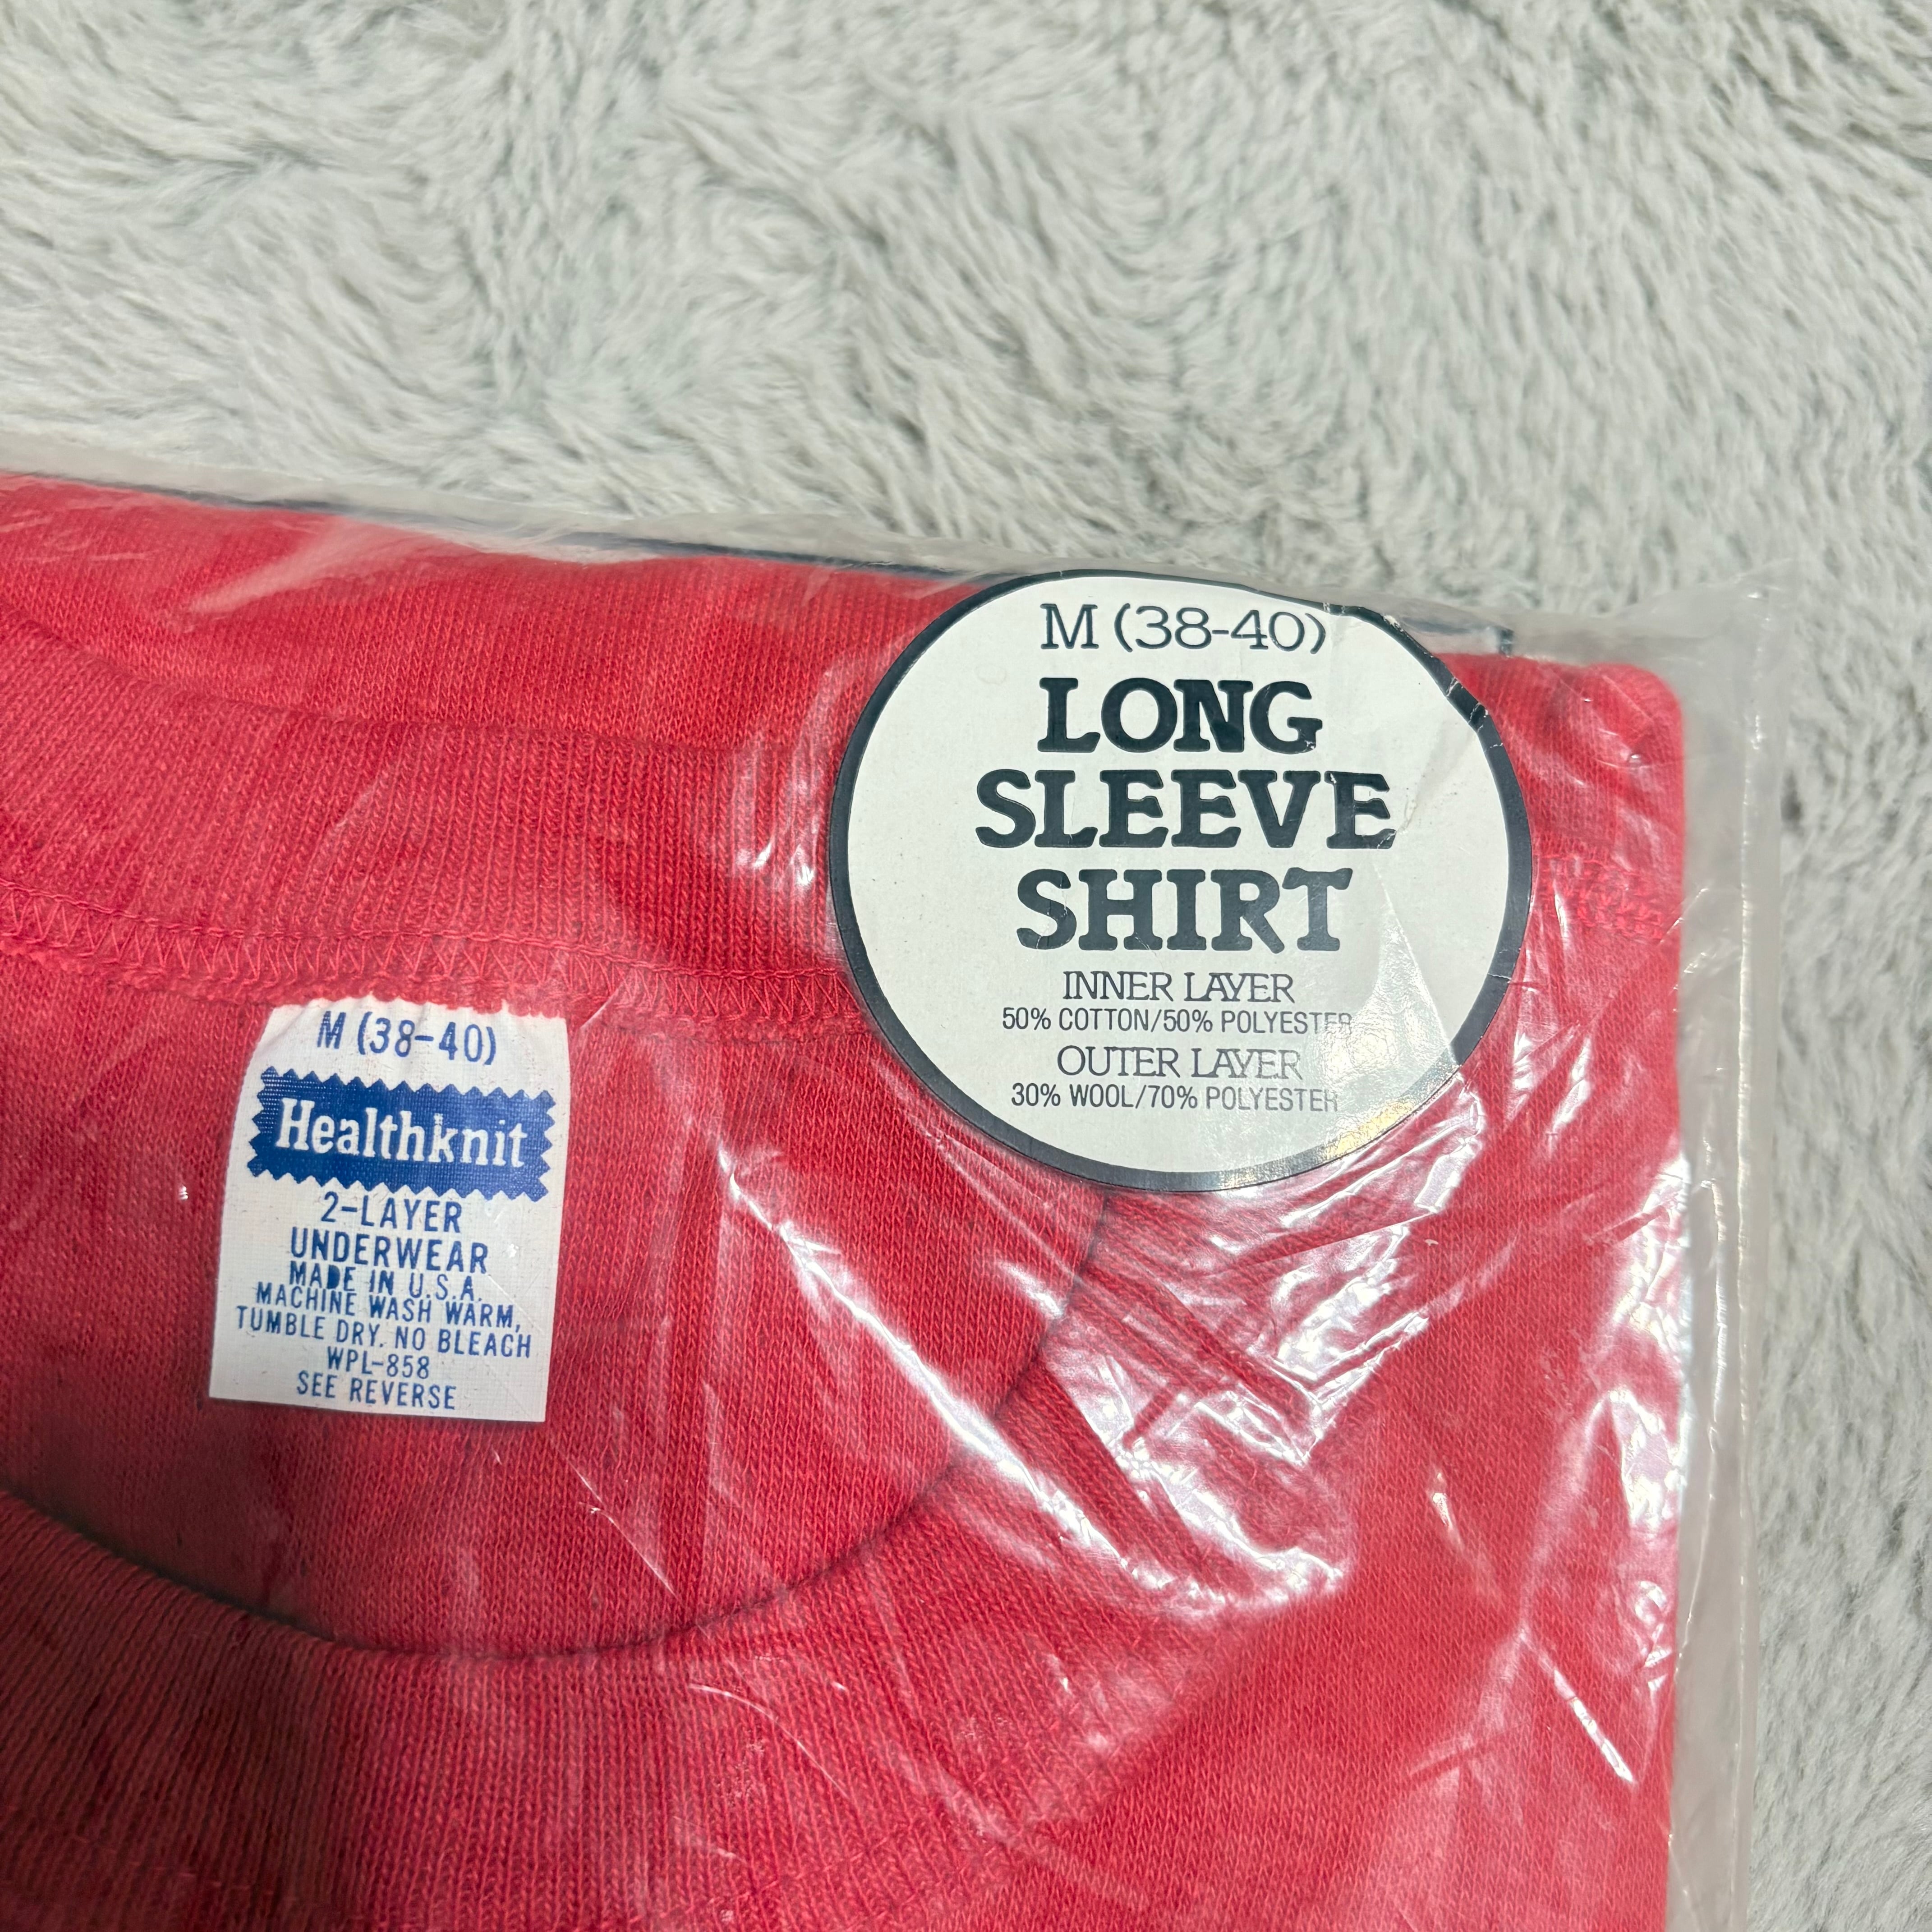 M (38-40)
LONG
SLEEVE
SHIRT
INNER LAYER
50% COTTON/50% POLYESTER
OUTER LAYER
30% WOOL/70% POLYESTER
M (38-40)
Healthknit
2-LAYER
UNDERWEAR
MADE IN U.S.A.
MACHINE WASH WARM,
TUMBLE DRY. NO BLEACH
WPL-858
SEE REVERSE